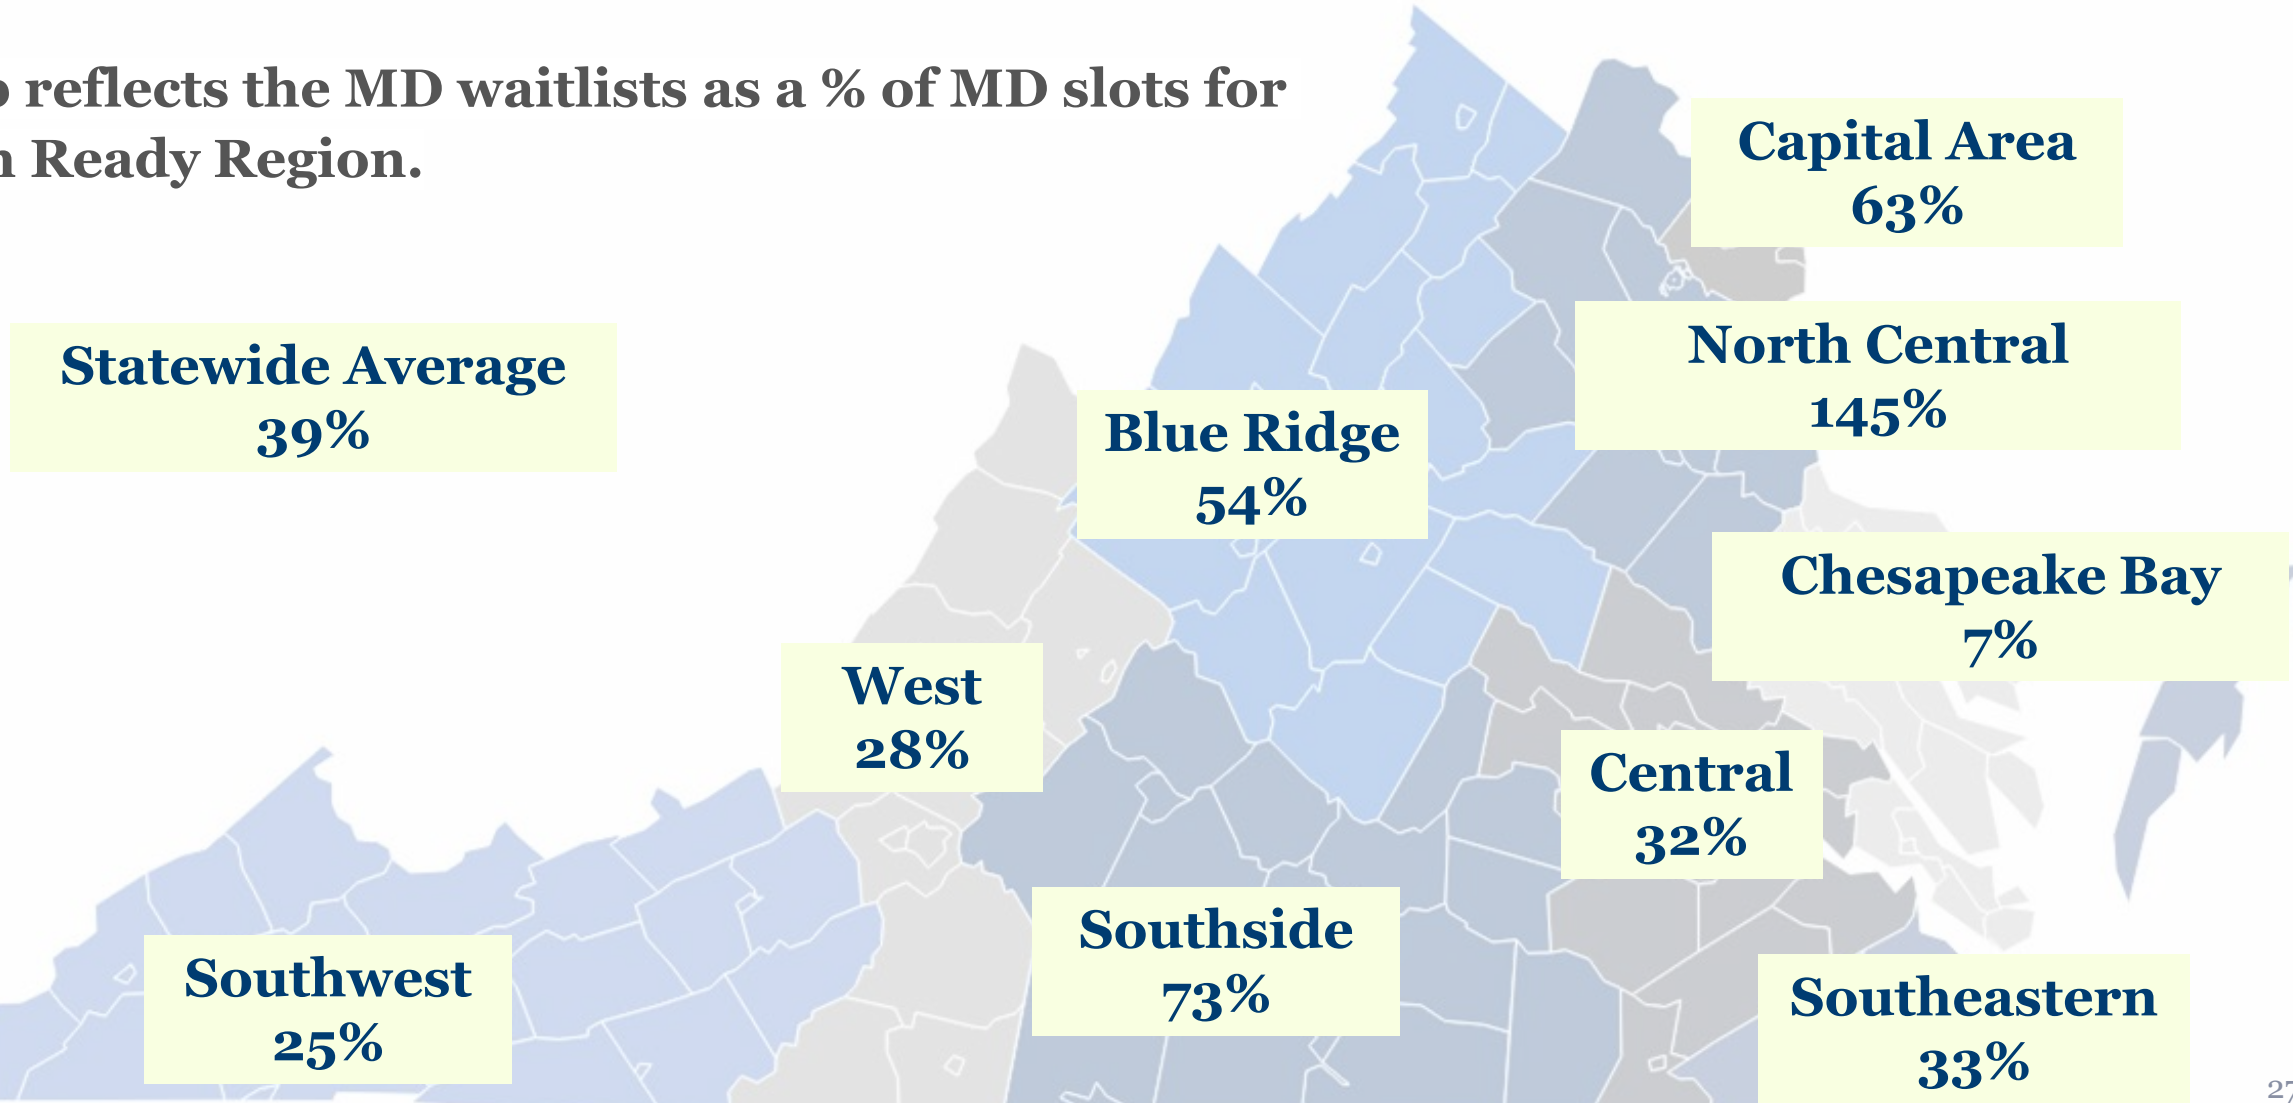 reflects the MD waitlists as a % of MD slots for
Ready Region.
Capital Area
63%
Statewide Average
39%
North Central
145%
Blue Ridge
54%
Chesapeake Bay
7%
West
28%
Central
32%
Southside
73%
Southwest
25%
Southeastern
33%
27